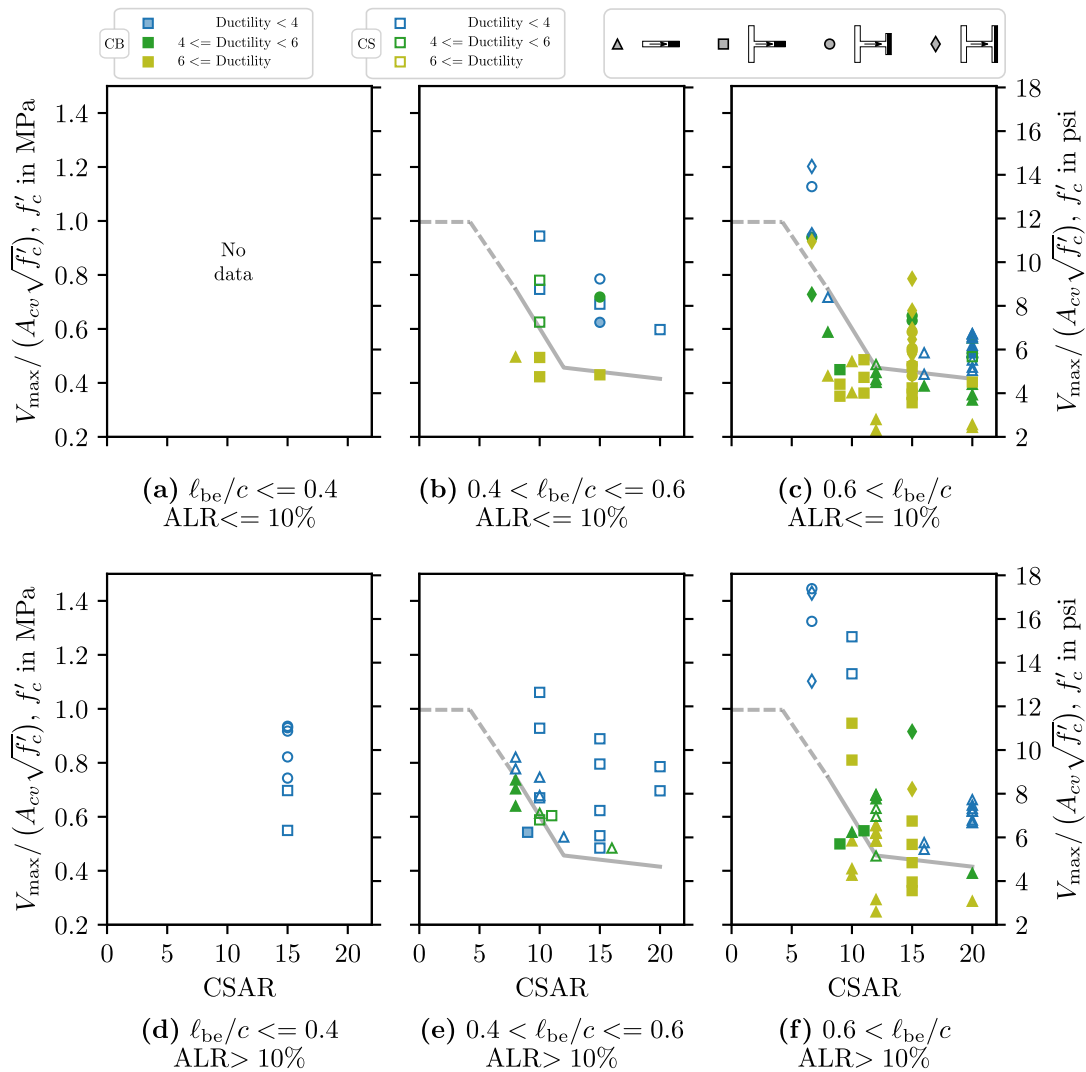 CB
Ductility < 4
4 <= Ductility < 6
6 <= Ductility
CS
Ductility < 4
4 <= Ductility < 6
6 <= Ductility
V_max/ (A_cv√f′_c), f′_c in MPa
1.4
1.2
1.0
0.8
0.6
0.4
0.2
No
data
18
16
14
12
10
8
6
4
2
V_max/ (A_cv√f′_c), f′_c in psi
(a) ℓ_be/c <= 0.4
ALR<= 10%
(b) 0.4 < ℓ_be/c <= 0.6
ALR<= 10%
(c) 0.6 < ℓ_be/c
ALR<= 10%
V_max/ (A_cv√f′_c), f′_c in MPa
1.4
1.2
1.0
0.8
0.6
0.4
0.2
18
16
14
12
10
8
6
4
2
V_max/ (A_cv√f′_c), f′_c in psi
0 5 10 15 20
0 5 10 15 20
0 5 10 15 20
CSAR
CSAR
CSAR
(d) ℓ_be/c <= 0.4
ALR> 10%
(e) 0.4 < ℓ_be/c <= 0.6
ALR> 10%
(f) 0.6 < ℓ_be/c
ALR> 10%